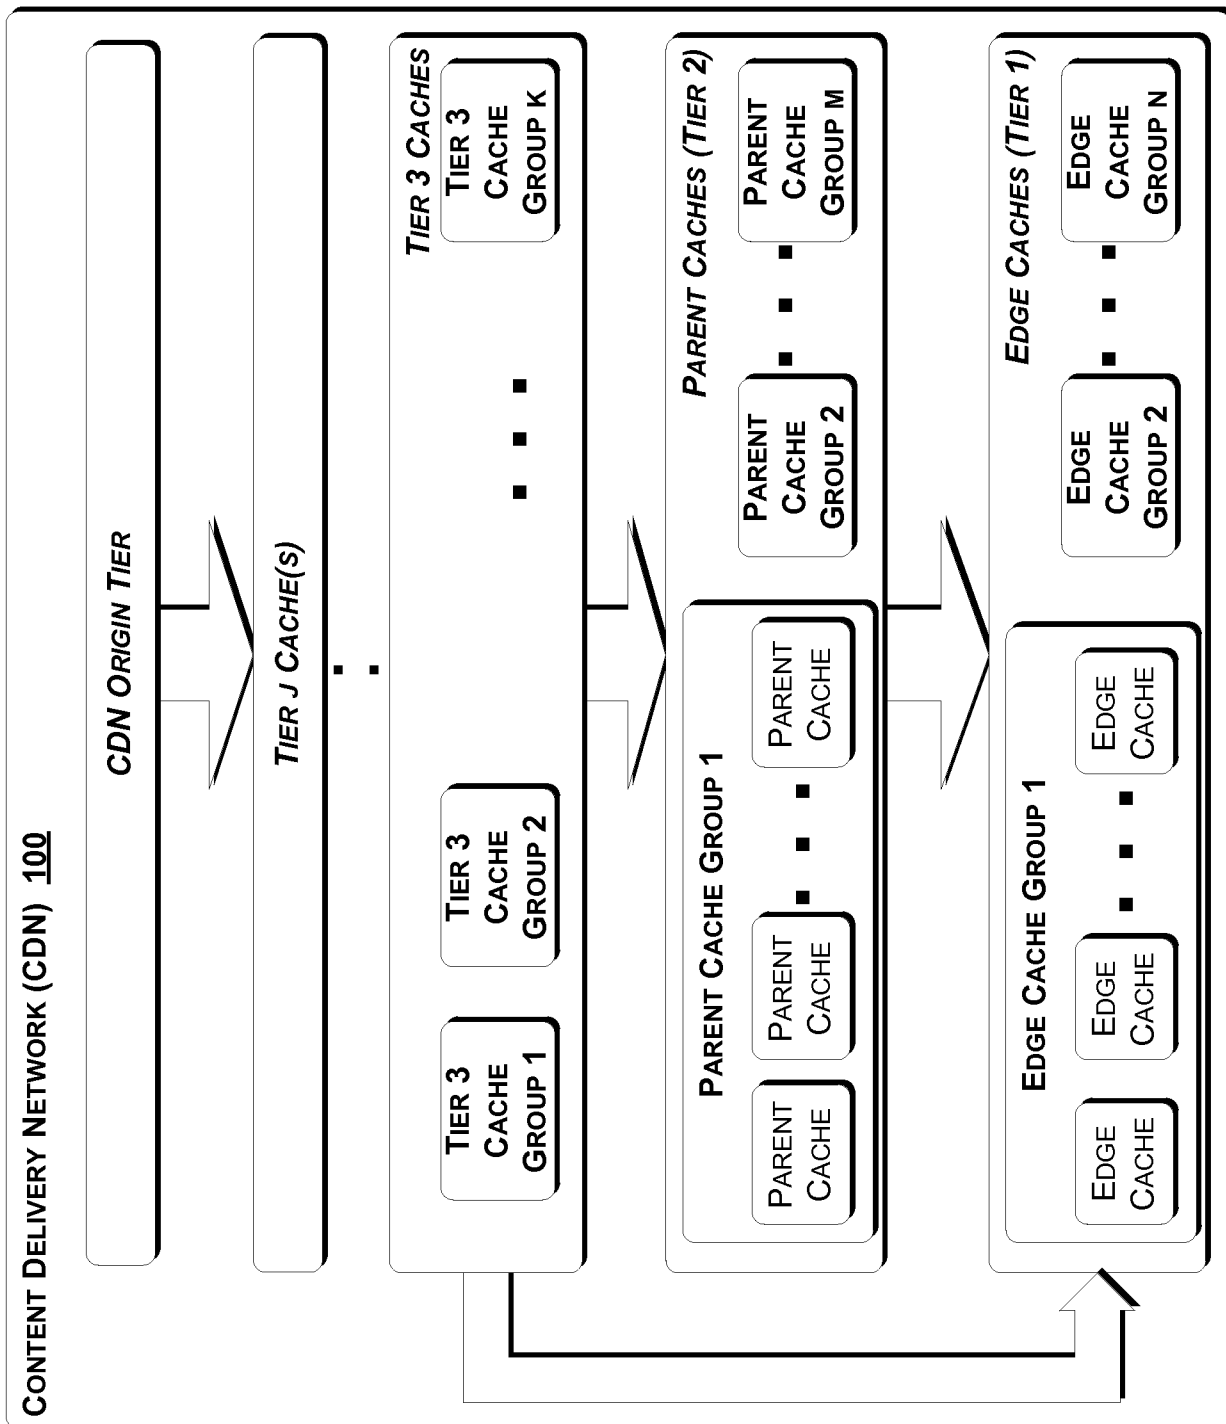 CONTENT DELIVERY NETWORK (CDN) 100
CDN ORIGIN TIER
TIER J CACHE(S)
TIER 3 CACHES
TIER 3
CACHE
GROUP 1
TIER 3
CACHE
GROUP 2
TIER 3
CACHE
GROUP K
PARENT CACHES (TIER 2)
PARENT CACHE GROUP 1
PARENT
CACHE
PARENT
CACHE
PARENT
CACHE
PARENT
CACHE
GROUP 2
PARENT
CACHE
GROUP M
EDGE CACHES (TIER 1)
EDGE CACHE GROUP 1
EDGE
CACHE
EDGE
CACHE
EDGE
CACHE
EDGE
CACHE
GROUP 2
EDGE
CACHE
GROUP N